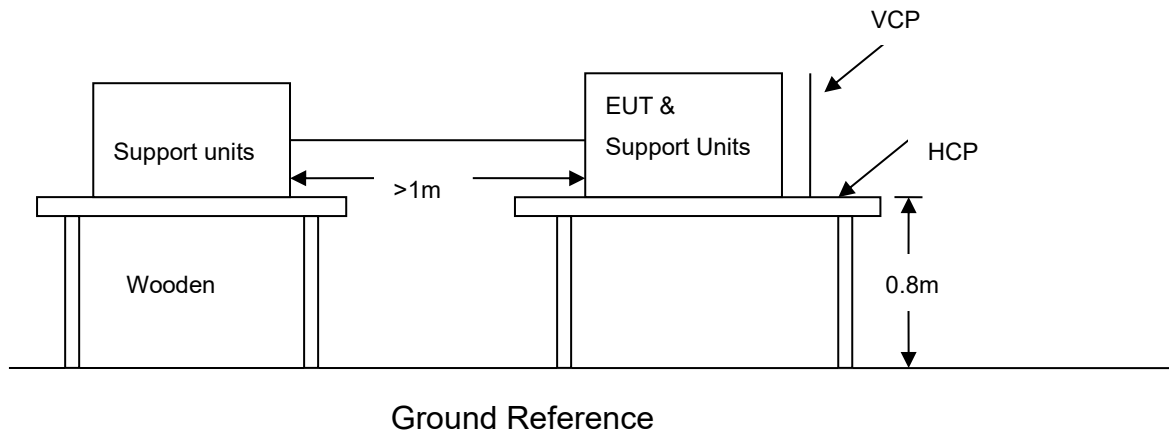 VCP
EUT &
Support Units
Support units
HCP
>1m
Wooden
0.8m
Ground Reference